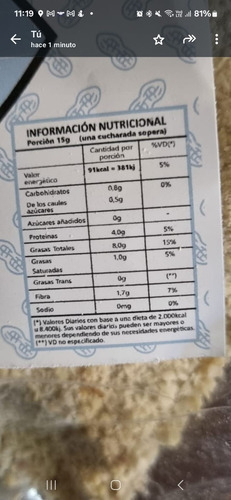 11:19
81%
Tú
hace 1 minuto
INFORMACIÓN NUTRICIONAL
Porción 15g (una cucharada sopera)
Cantidad por porción %VD(*)
Valor energético 91kcal = 381kj 5%
Carbohidratos 0,8g 0%
De los cuales azúcares 0,5g
Azúcares añadidos 0g -
Proteinas 4,0g 5%
Grasas Totales 8,0g 15%
Grasas Saturadas 1,0g 5%
Grasas Trans 0g (**)
Fibra 1,7g 7%
Sodio 0mg 0%
(*) Valores Diarios con base a una dieta de 2.000kcal
u 8.400kj. Sus valores diarios pueden ser mayores o
menores dependiendo de sus necesidades energéticas.
(**) VD no especificado.